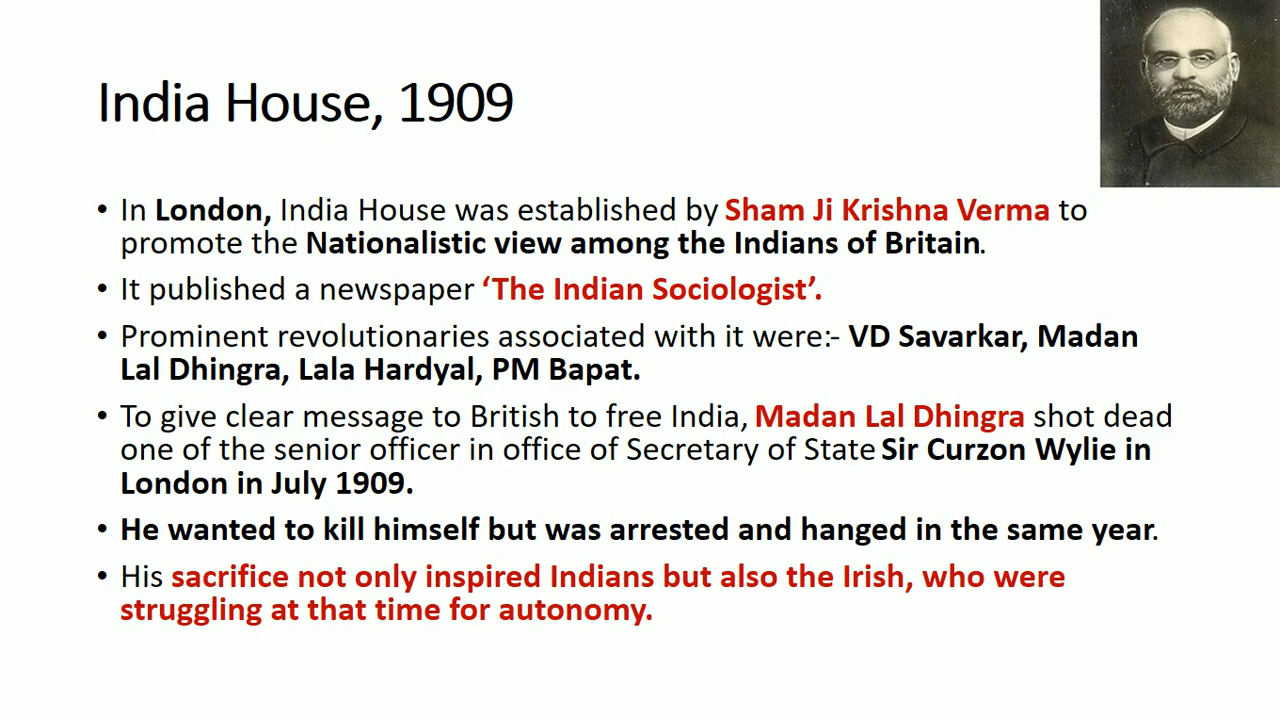 India House, 1909
• In London, India House was established by Sham Ji Krishna Verma to
promote the Nationalistic view among the Indians of Britain.
• It published a newspaper ‘The Indian Sociologist’.
• Prominent revolutionaries associated with it were:- VD Savarkar, Madan
Lal Dhingra, Lala Hardyal, PM Bapat.
• To give clear message to British to free India, Madan Lal Dhingra shot dead
one of the senior officer in office of Secretary of State Sir Curzon Wylie in
London in July 1909.
• He wanted to kill himself but was arrested and hanged in the same year.
• His sacrifice not only inspired Indians but also the Irish, who were
struggling at that time for autonomy.